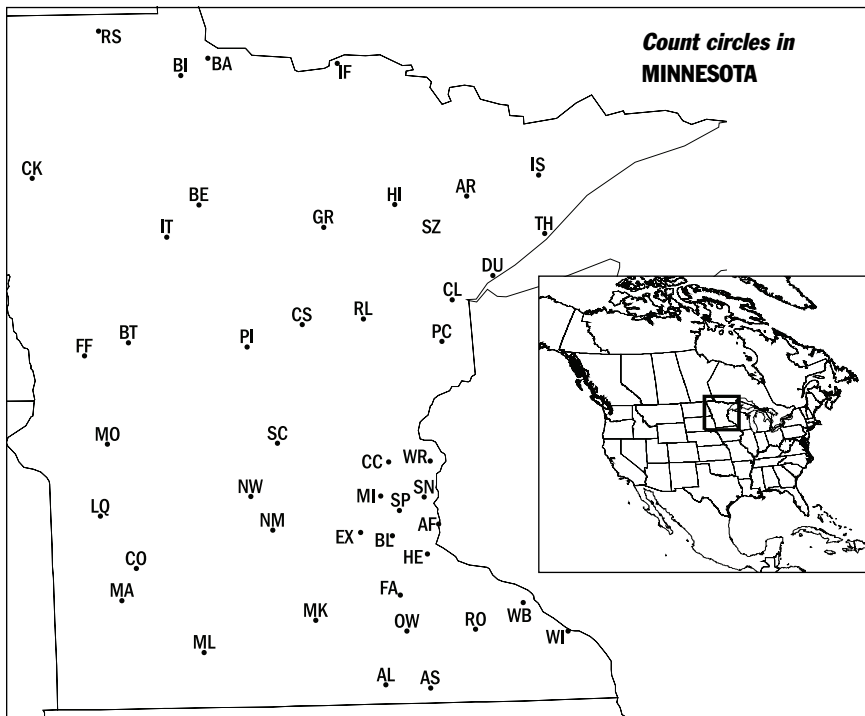 Count circles in
MINNESOTA
RS
BI
BA
IF
CK
BE
IT
GR
HI
AR
IS
SZ
TH
DU
CL
CS
RL
PC
FF
BT
PI
MO
SC
CC
WR
LQ
NW
MI
SP
SN
NM
EX
BL
AF
HE
CO
MA
FA
MK
OW
RO
WB
WI
ML
AL
AS